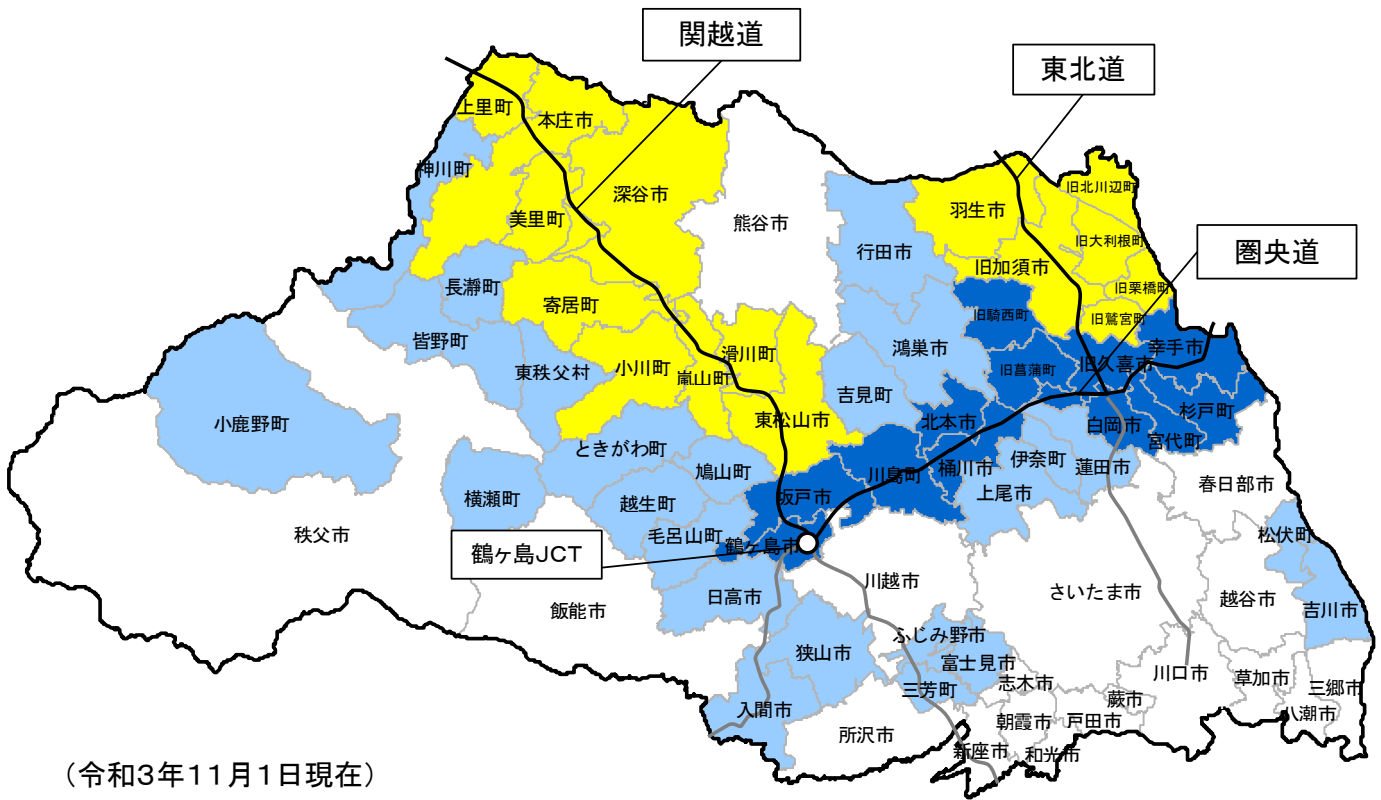 関越道
東北道
圏央道
上里町
本庄市
神川町
深谷市
美里町
熊谷市
旧北川辺町
羽生市
旧大利根町
行田市
旧加須市
長瀞町
旧栗橋町
寄居町
旧騎西町
旧鷲宮町
皆野町
鴻巣市
幸手市
滑川町
旧久喜市
東秩父村
小川町
嵐山町
旧菖蒲町
吉見町
杉戸町
小鹿野町
東松山市
北本市
白岡市
宮代町
ときがわ町
伊奈町
蓮田市
鳩山町
川島町
桶川市
春日部市
横瀬町
越生町
坂戸市
上尾市
秩父市
毛呂山町
松伏町
鶴ヶ島JCT
鶴ヶ島市
川越市
さいたま市
越谷市
飯能市
日高市
吉川市
ふじみ野市
狭山市
富士見市
三芳町
志木市
川口市
草加市
三郷市
入間市
蕨市
朝霞市
戸田市
八潮市
所沢市
新座市
和光市
（令和3年11月1日現在）